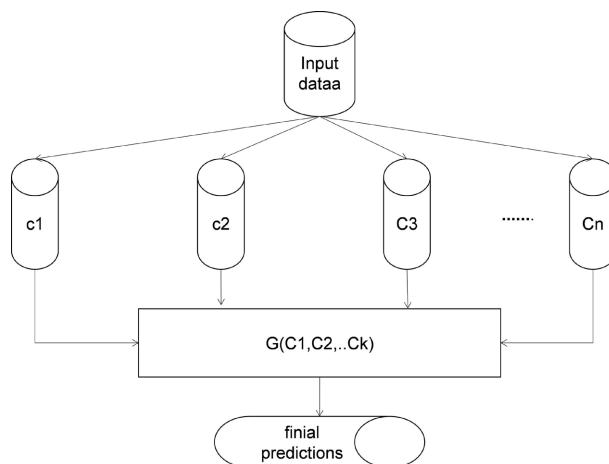 Input
dataa
c1
c2
C3
.......
Cn
G(C1,C2,..Ck)
finial
predictions